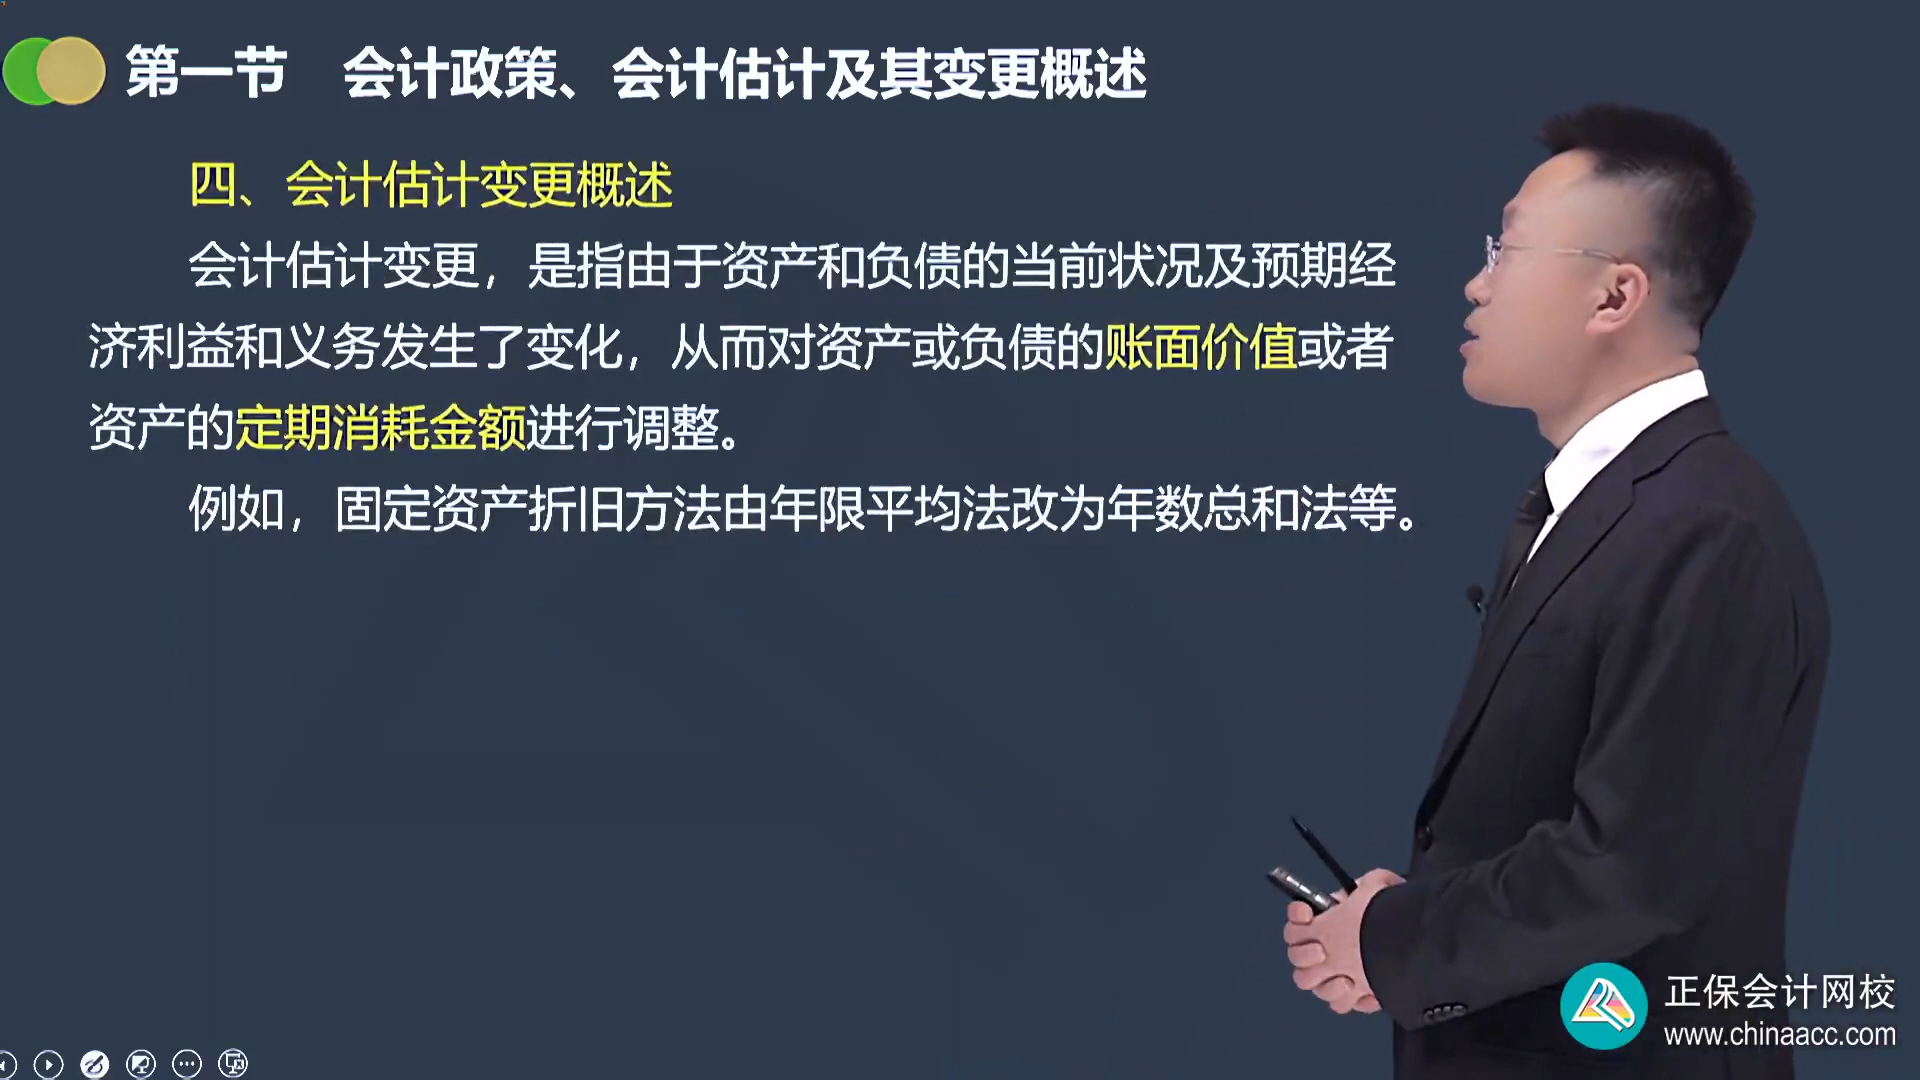 第一节　会计政策、会计估计及其变更概述
四、会计估计变更概述
会计估计变更，是指由于资产和负债的当前状况及预期经
济利益和义务发生了变化，从而对资产或负债的账面价值或者
资产的定期消耗金额进行调整。
例如，固定资产折旧方法由年限平均法改为年数总和法等。
正保会计网校
www.chinaacc.com